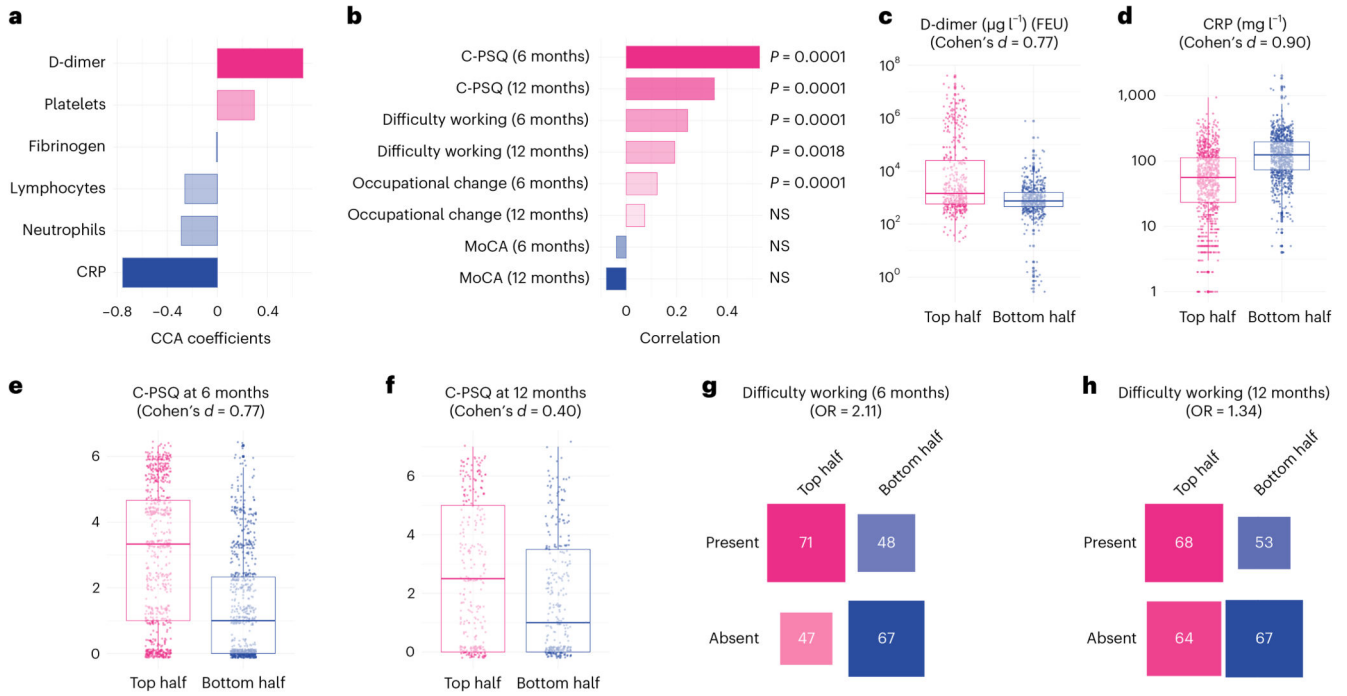 a
D-dimer
Platelets
Fibrinogen
Lymphocytes
Neutrophils
CRP
−0.8 −0.4 0 0.4
CCA coefficients
b
C-PSQ (6 months) P = 0.0001
C-PSQ (12 months) P = 0.0001
Difficulty working (6 months) P = 0.0001
Difficulty working (12 months) P = 0.0018
Occupational change (6 months) P = 0.0001
Occupational change (12 months) NS
MoCA (6 months) NS
MoCA (12 months) NS
0 0.2 0.4
Correlation
c
D-dimer (µg l⁻¹) (FEU)
(Cohen's d = 0.77)
10⁸
10⁶
10⁴
10²
10⁰
Top half Bottom half
d
CRP (mg l⁻¹)
(Cohen's d = 0.90)
1,000
100
10
1
Top half Bottom half
e
C-PSQ at 6 months
(Cohen's d = 0.77)
6
4
2
0
Top half Bottom half
f
C-PSQ at 12 months
(Cohen's d = 0.40)
6
4
2
0
Top half Bottom half
g
Difficulty working (6 months)
(OR = 2.11)
Top half Bottom half
Present 71 48
Absent 47 67
h
Difficulty working (12 months)
(OR = 1.34)
Top half Bottom half
Present 68 53
Absent 64 67